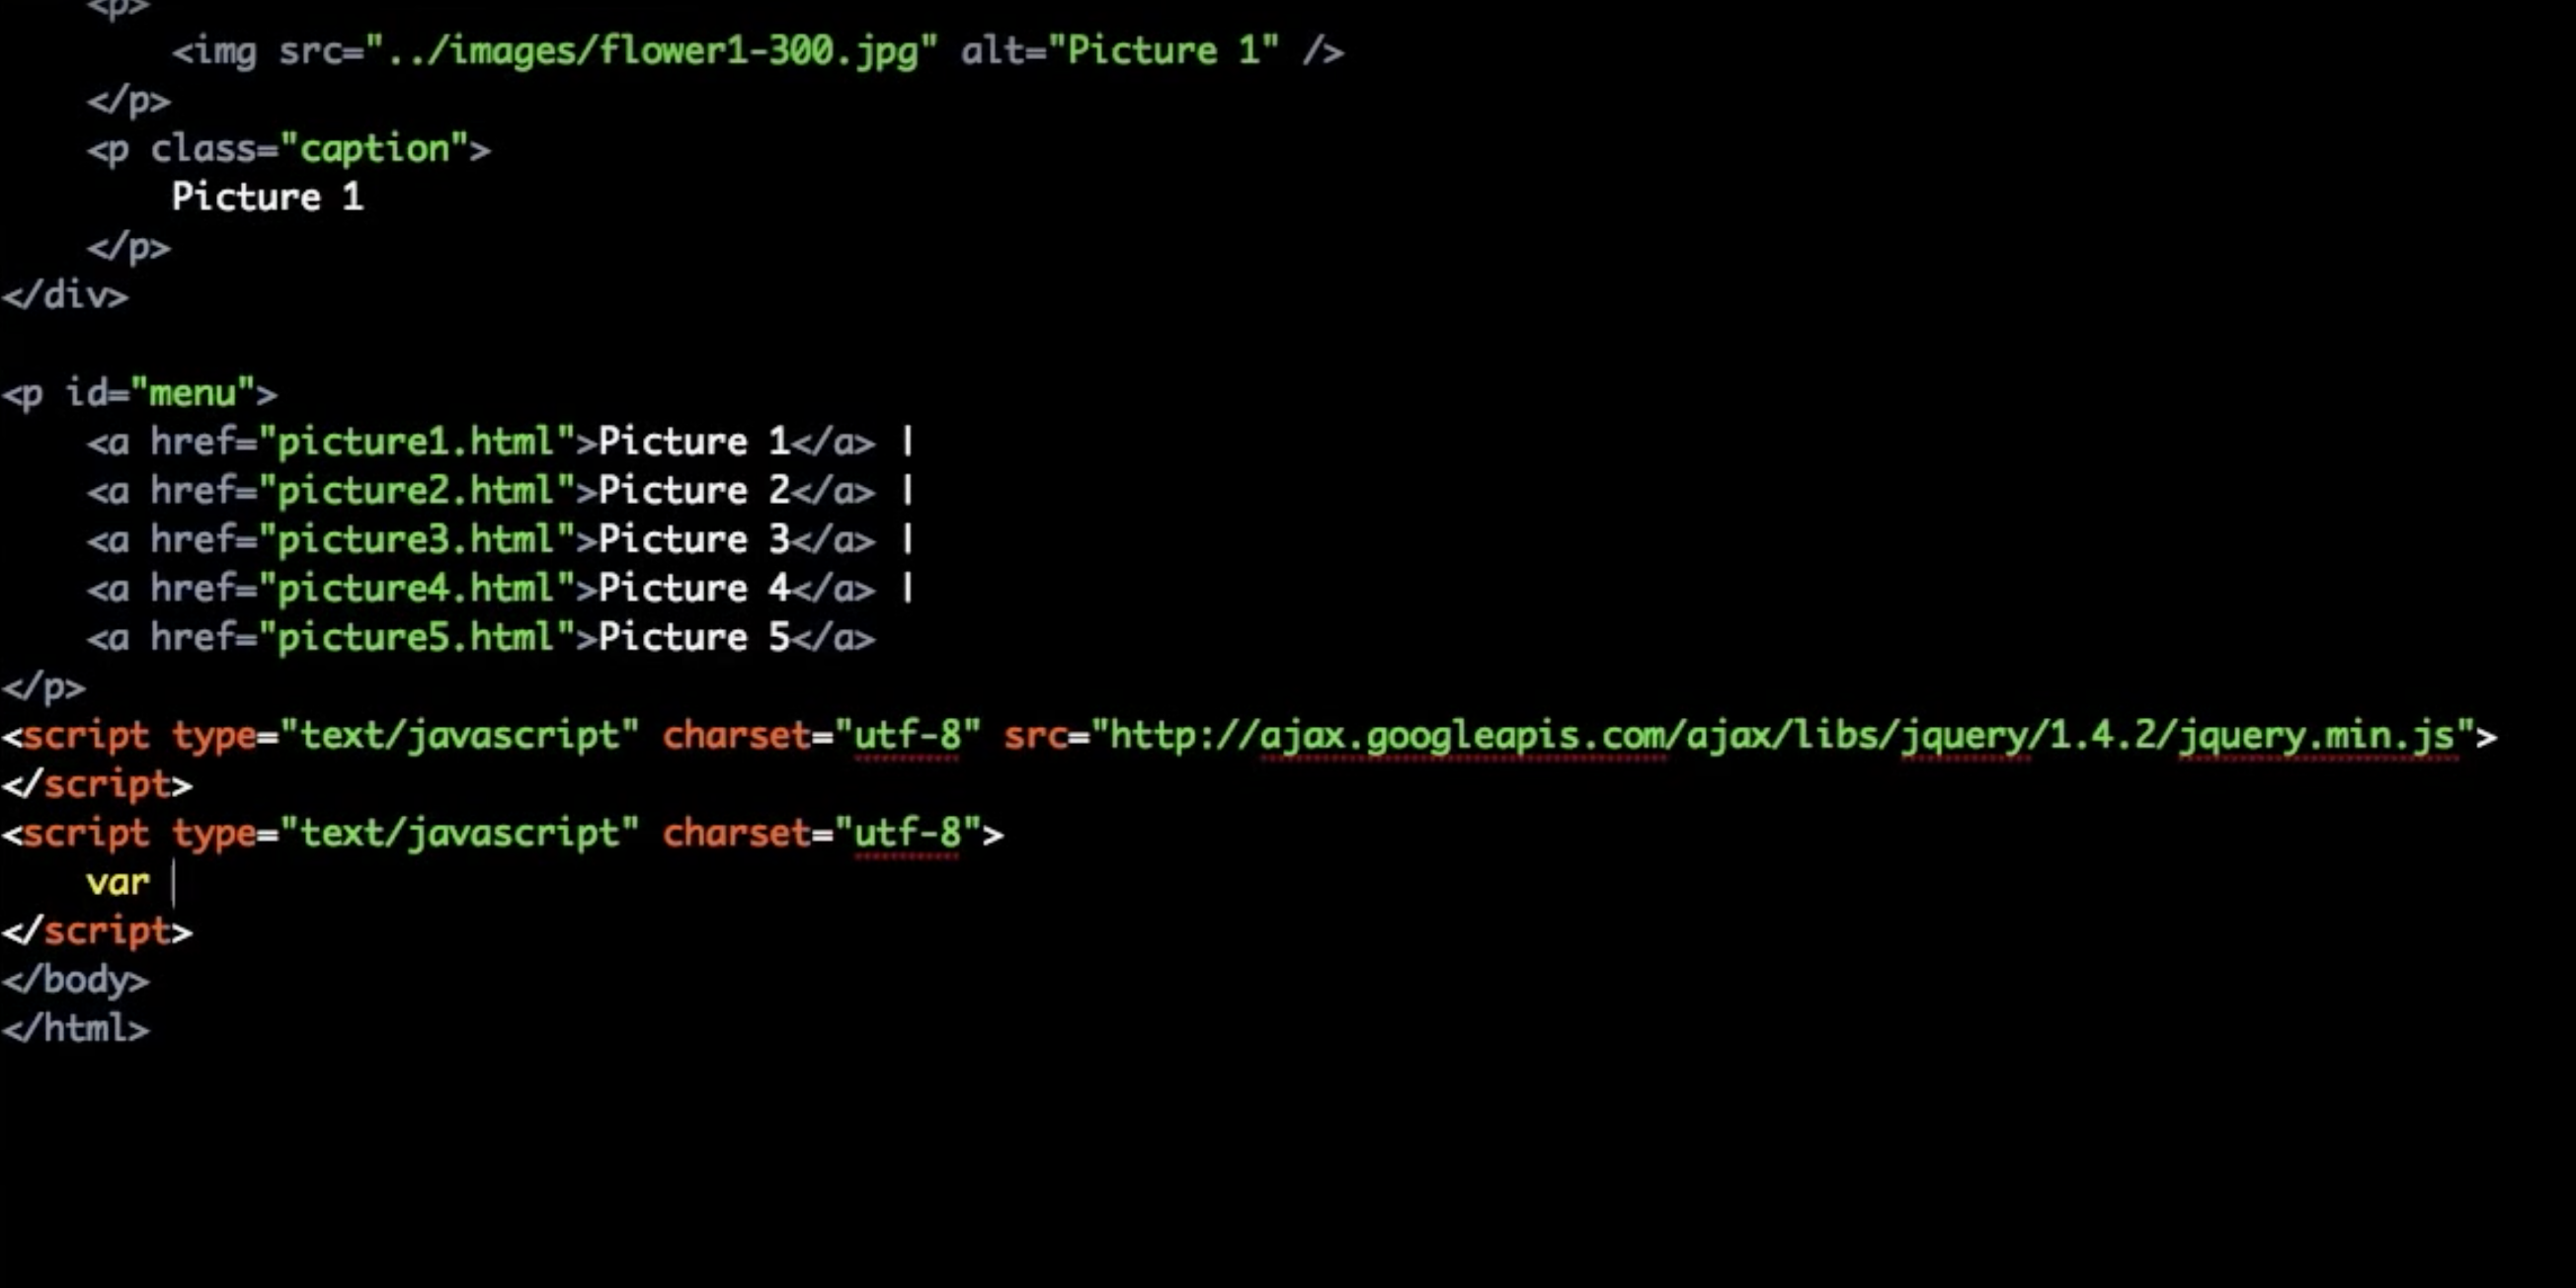 <p>
<img src="../images/flower1-300.jpg" alt="Picture 1" />
</p>
<p class="caption">
Picture 1
</p>
</div>
<p id="menu">
<a href="picture1.html">Picture 1</a> |
<a href="picture2.html">Picture 2</a> |
<a href="picture3.html">Picture 3</a> |
<a href="picture4.html">Picture 4</a> |
<a href="picture5.html">Picture 5</a>
</p>
<script type="text/javascript" charset="utf-8" src="http://ajax.googleapis.com/ajax/libs/jquery/1.4.2/jquery.min.js">
</script>
<script type="text/javascript" charset="utf-8">
var
</script>
</body>
</html>